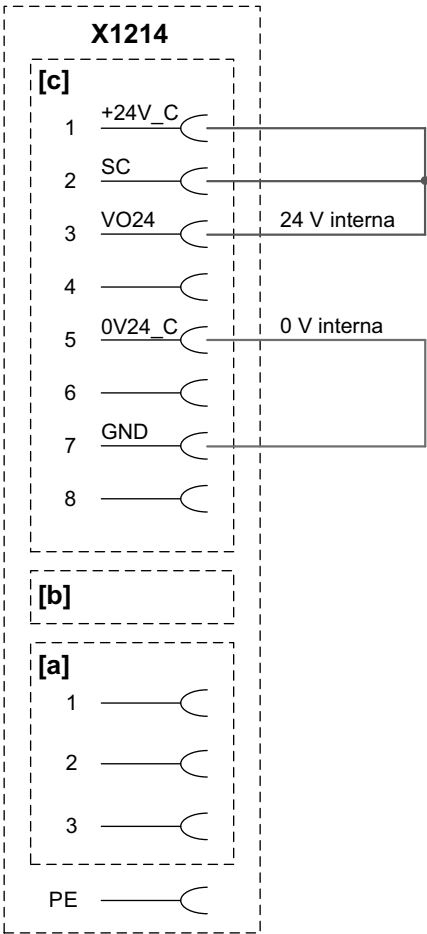 X1214
[c]
1 +24V_C
2 SC
3 VO24 24 V interna
4
5 0V24_C 0 V interna
6
7 GND
8
[b]
[a]
1
2
3
PE